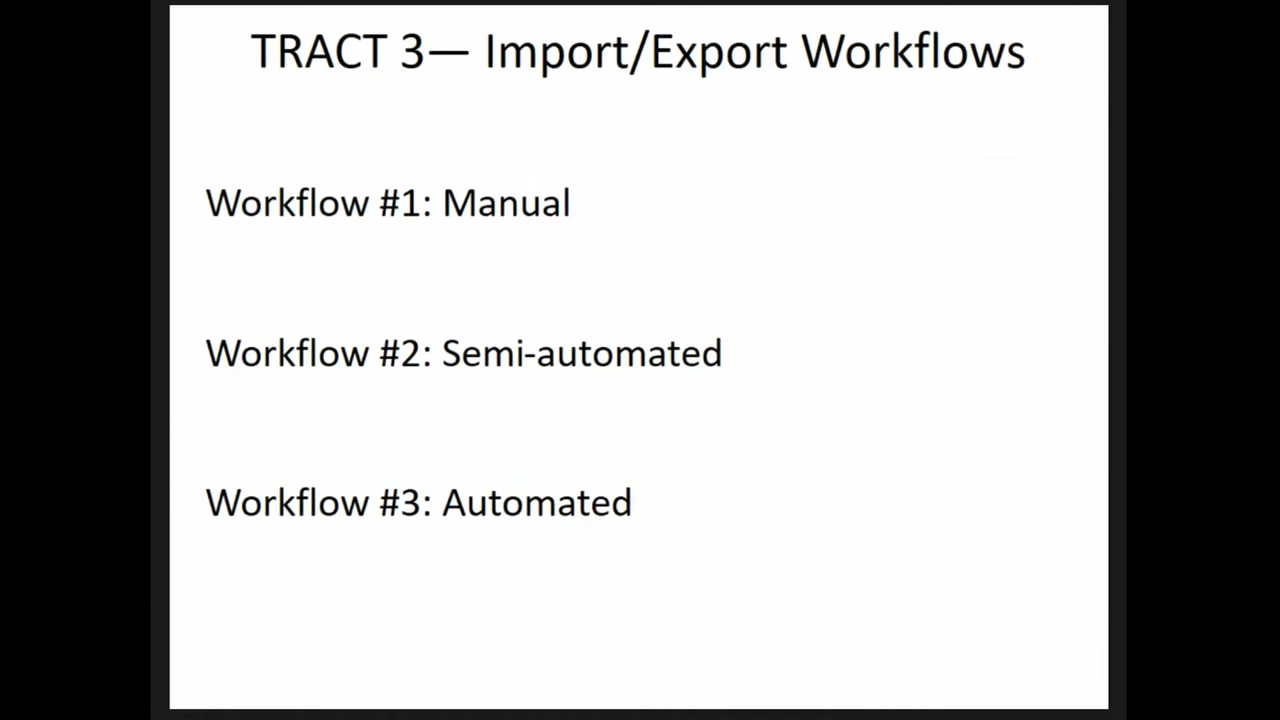 TRACT 3— Import/Export Workflows
Workflow #1: Manual
Workflow #2: Semi-automated
Workflow #3: Automated